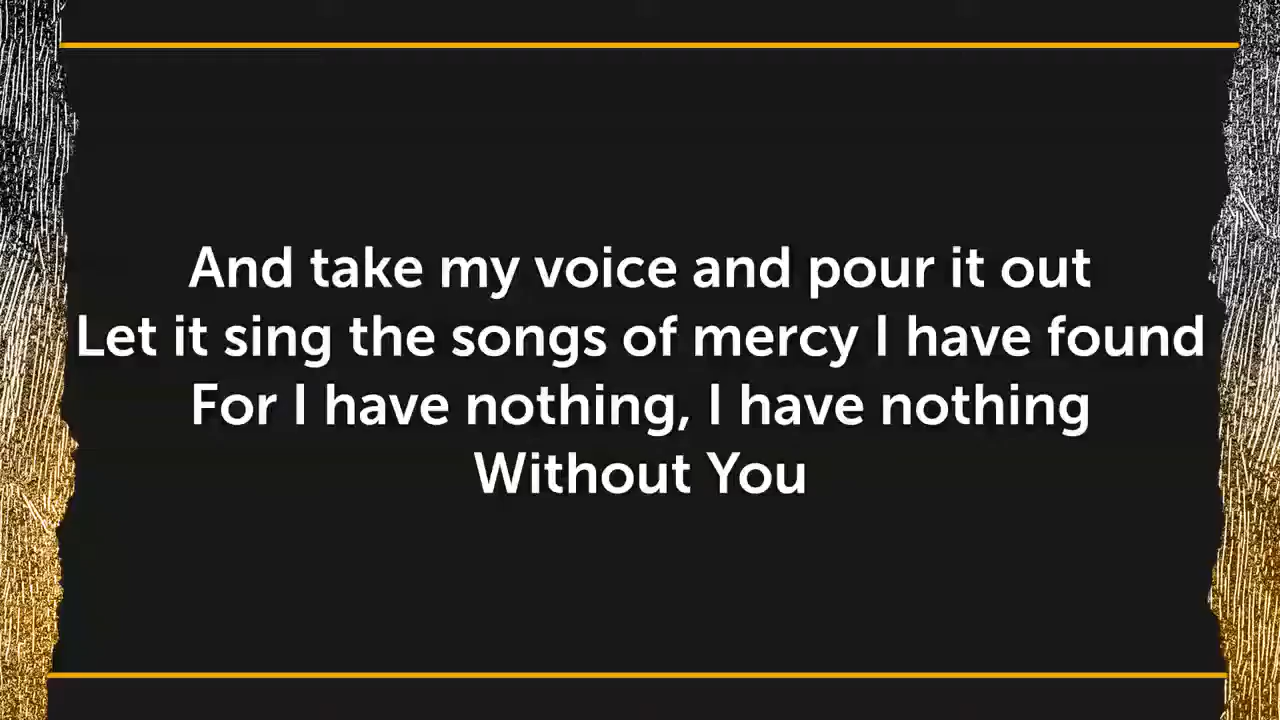 And take my voice and pour it out
Let it sing the songs of mercy I have found
For I have nothing, I have nothing
Without You